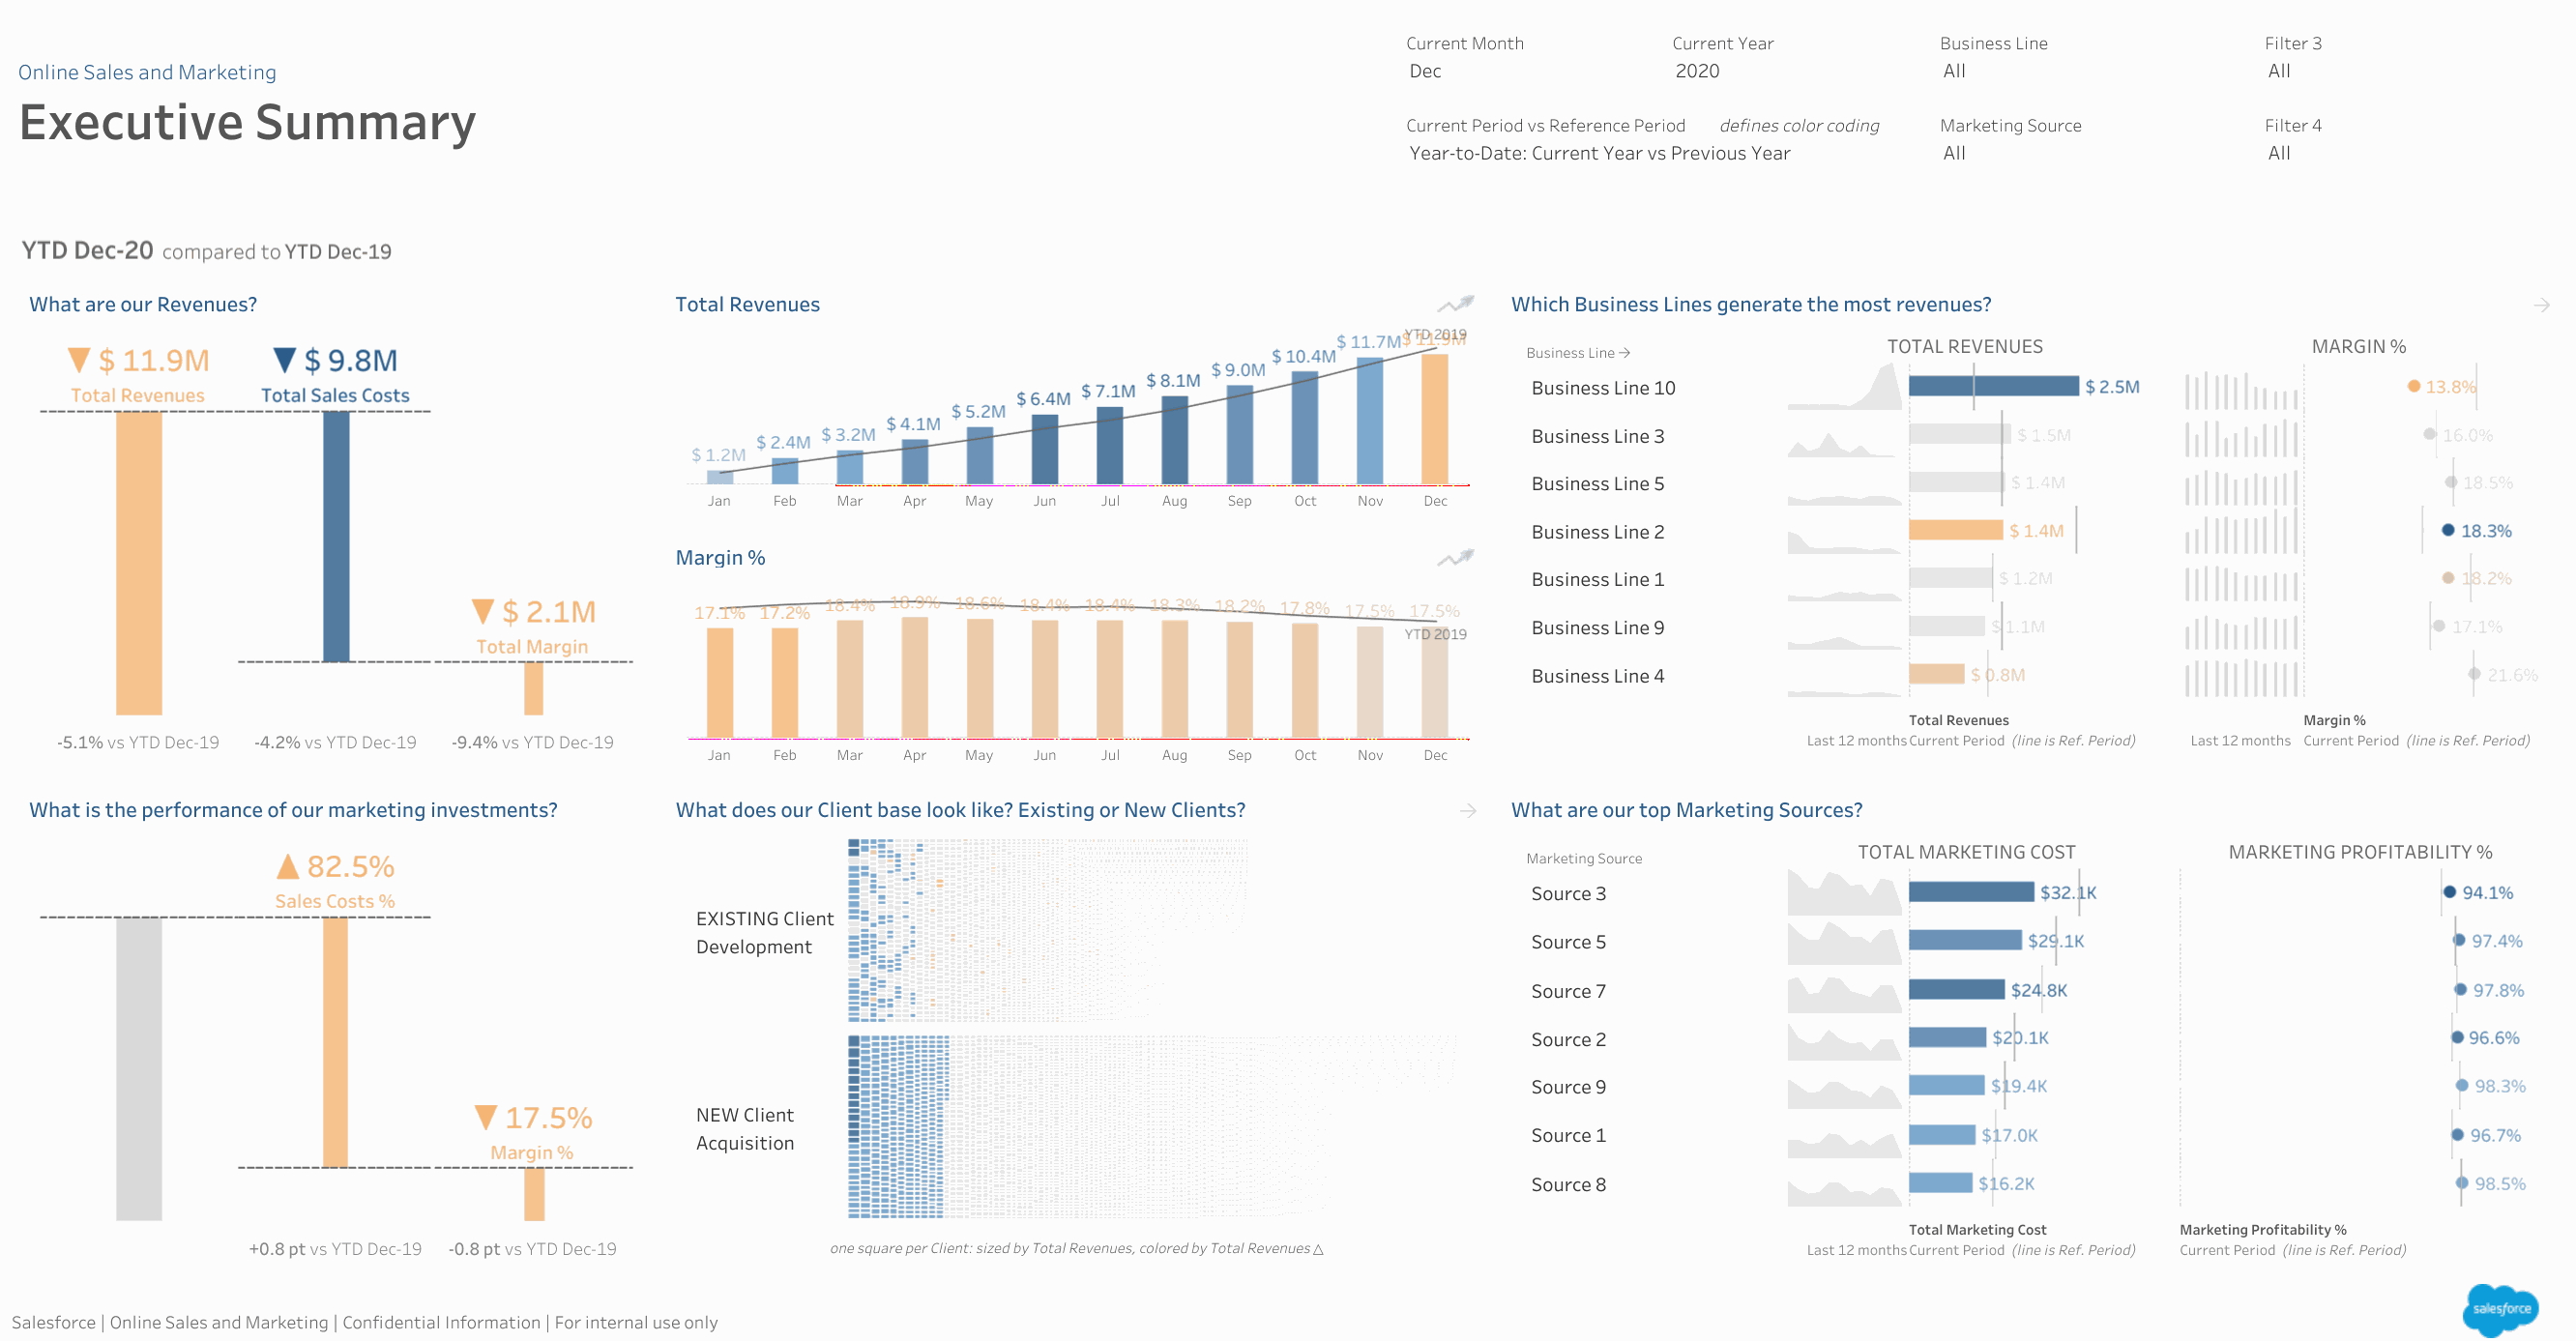 Online Sales and Marketing
Executive Summary
Current Month
Dec
Current Year
2020
Business Line
All
Filter 3
All
Current Period vs Reference Period defines color coding
Year-to-Date: Current Year vs Previous Year
Marketing Source
All
Filter 4
All
YTD Dec-20 compared to YTD Dec-19
What are our Revenues?
▼ $ 11.9M
Total Revenues
▼ $ 9.8M
Total Sales Costs
▼ $ 2.1M
Total Margin
-5.1% vs YTD Dec-19
-4.2% vs YTD Dec-19
-9.4% vs YTD Dec-19
Total Revenues
YTD 2019
$ 1.2M $ 2.4M $ 3.2M $ 4.1M $ 5.2M $ 6.4M $ 7.1M $ 8.1M $ 9.0M $ 10.4M $ 11.7M $ 11.9M
Jan Feb Mar Apr May Jun Jul Aug Sep Oct Nov Dec
Margin %
17.1% 17.2% 18.4% 18.9% 18.6% 18.4% 18.4% 18.3% 18.2% 17.8% 17.5% 17.5%
YTD 2019
Jan Feb Mar Apr May Jun Jul Aug Sep Oct Nov Dec
Which Business Lines generate the most revenues? →
Business Line → TOTAL REVENUES MARGIN %
Business Line 10 $ 2.5M 13.8%
Business Line 3 $ 1.5M 16.0%
Business Line 5 $ 1.4M 18.5%
Business Line 2 $ 1.4M 18.3%
Business Line 1 $ 1.2M 18.2%
Business Line 9 $ 1.1M 17.1%
Business Line 4 $ 0.8M 21.6%
Total Revenues Margin %
Last 12 months Current Period (line is Ref. Period) Last 12 months Current Period (line is Ref. Period)
What is the performance of our marketing investments?
▲ 82.5%
Sales Costs %
▼ 17.5%
Margin %
+0.8 pt vs YTD Dec-19
-0.8 pt vs YTD Dec-19
What does our Client base look like? Existing or New Clients? →
EXISTING Client
Development
NEW Client
Acquisition
one square per Client: sized by Total Revenues, colored by Total Revenues △
What are our top Marketing Sources?
Marketing Source TOTAL MARKETING COST MARKETING PROFITABILITY %
Source 3 $32.1K 94.1%
Source 5 $29.1K 97.4%
Source 7 $24.8K 97.8%
Source 2 $20.1K 96.6%
Source 9 $19.4K 98.3%
Source 1 $17.0K 96.7%
Source 8 $16.2K 98.5%
Total Marketing Cost Marketing Profitability %
Last 12 months Current Period (line is Ref. Period) Current Period (line is Ref. Period)
Salesforce | Online Sales and Marketing | Confidential Information | For internal use only
salesforce